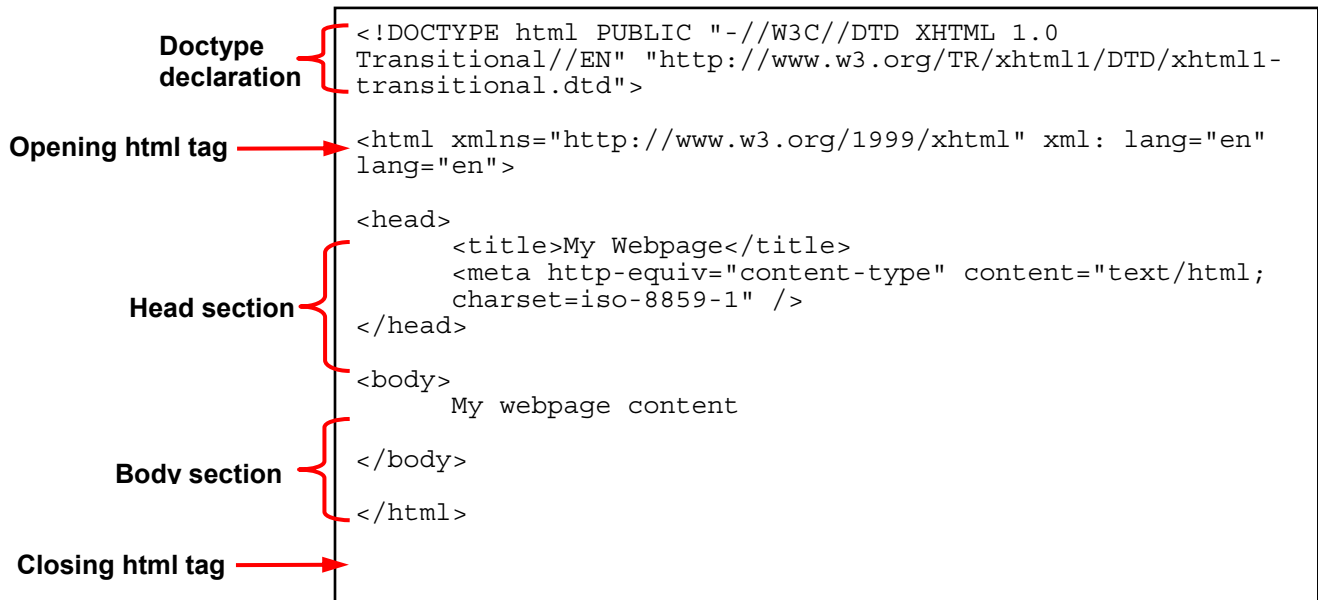 Doctype
declaration
<!DOCTYPE html PUBLIC "-//W3C//DTD XHTML 1.0
Transitional//EN" "http://www.w3.org/TR/xhtml1/DTD/xhtml1-
transitional.dtd">
Opening html tag
<html xmlns="http://www.w3.org/1999/xhtml" xml: lang="en"
lang="en">
Head section
<head>
<title>My Webpage</title>
<meta http-equiv="content-type" content="text/html;
charset=iso-8859-1" />
</head>
Body section
<body>
My webpage content
</body>
</html>
Closing html tag